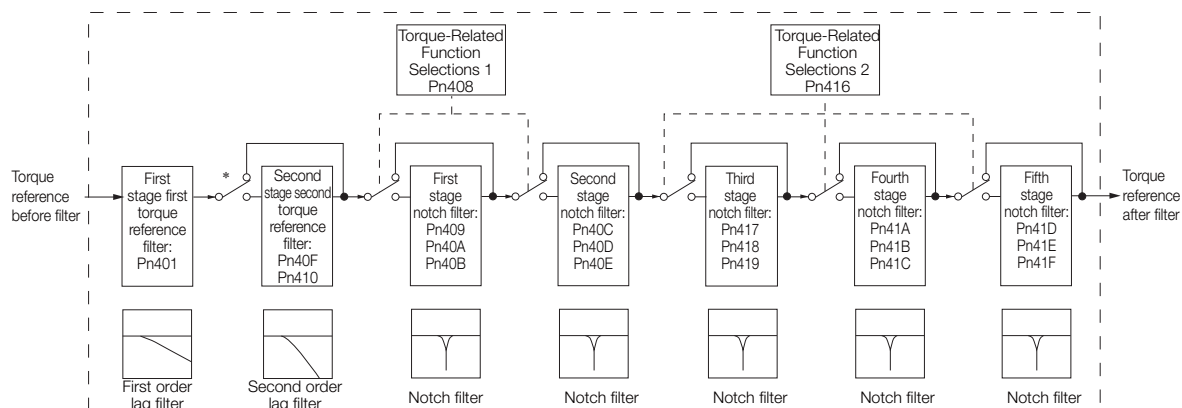 Torque-Related
Function
Selections 1
Pn408
Torque-Related
Function
Selections 2
Pn416
Torque
reference
before filter
First
stage first
torque
reference
filter:
Pn401
*
Second
stage second
torque
reference
filter:
Pn40F
Pn410
First
stage
notch filter:
Pn409
Pn40A
Pn40B
Second
stage
notch filter:
Pn40C
Pn40D
Pn40E
Third
stage
notch filter:
Pn417
Pn418
Pn419
Fourth
stage
notch filter:
Pn41A
Pn41B
Pn41C
Fifth
stage
notch filter:
Pn41D
Pn41E
Pn41F
Torque
reference
after filter
First order
lag filter
Second order
lag filter
Notch filter
Notch filter
Notch filter
Notch filter
Notch filter